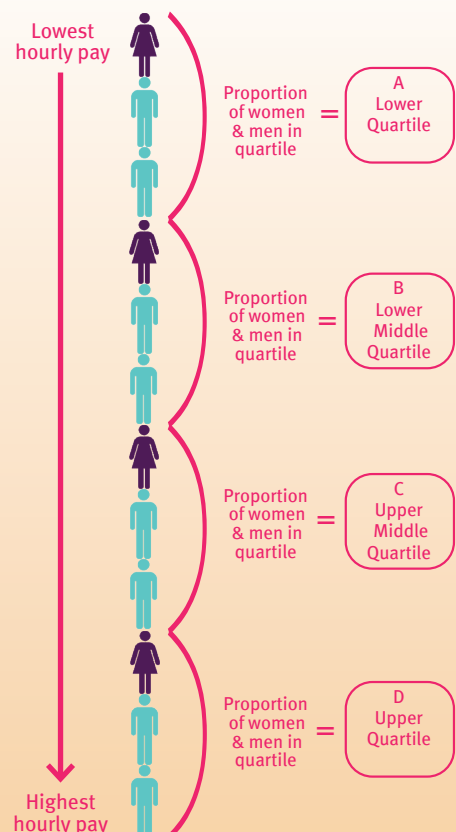 Lowest
hourly pay
Proportion
of women
& men in
quartile
=
A
Lower
Quartile
Proportion
of women
& men in
quartile
=
B
Lower
Middle
Quartile
Proportion
of women
& men in
quartile
=
C
Upper
Middle
Quartile
Proportion
of women
& men in
quartile
=
D
Upper
Quartile
Highest
hourly pay